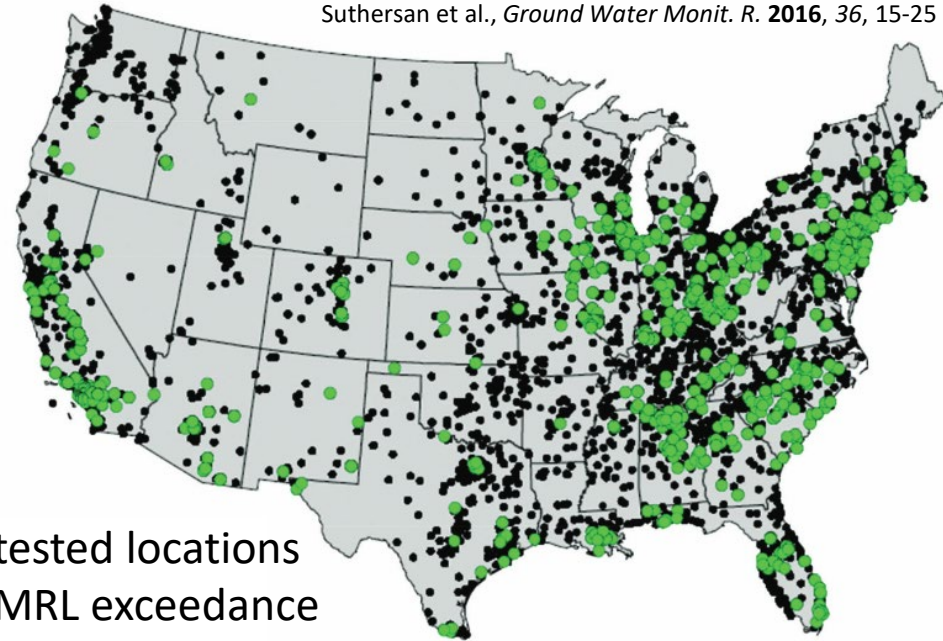 Suthersan et al., Ground Water Monit. R. 2016, 36, 15-25
tested locations
MRL exceedance